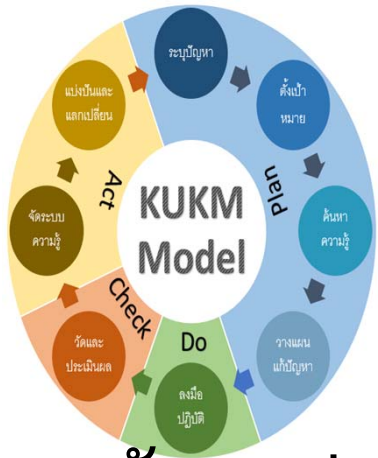 ระบุปัญหา
ตั้งเป้า
หมาย
ค้นหา
ความรู้
วางแผน
แก้ปัญหา
ลงมือ
ปฏิบัติ
วัดและ
ประเมินผล
จัดระบบ
ความรู้
แบ่งปันและ
แลกเปลี่ยน
Plan
Do
Check
Act
KUKM
Model